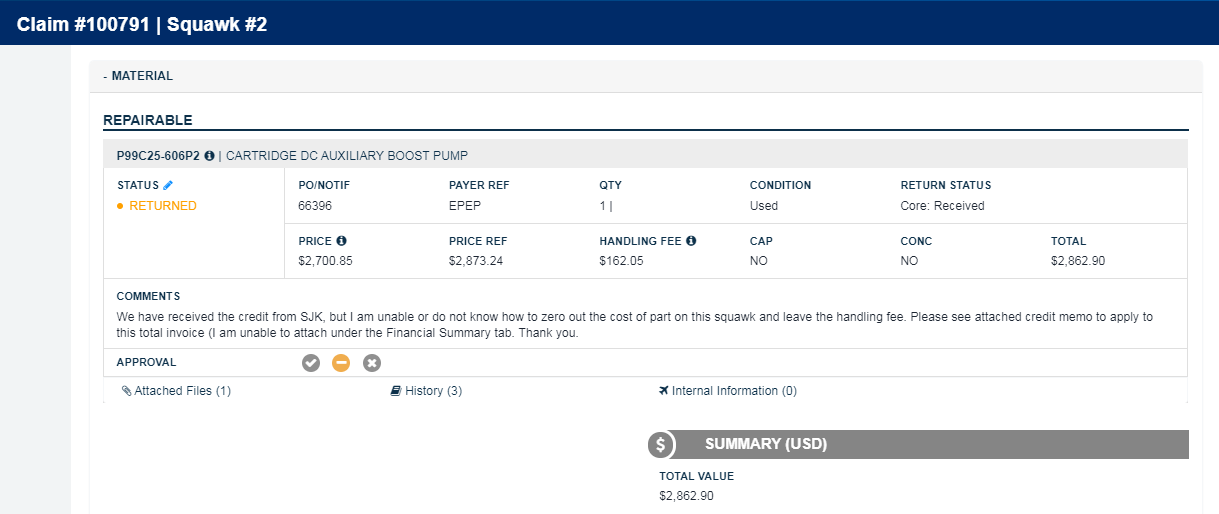 Claim #100791 | Squawk #2
- MATERIAL
REPAIRABLE
P99C25-606P2 | CARTRIDGE DC AUXILIARY BOOST PUMP
STATUS PO/NOTIF PAYER REF QTY CONDITION RETURN STATUS
RETURNED 66396 EPEP 1 | Used Core: Received
PRICE PRICE REF HANDLING FEE CAP CONC TOTAL
$2,700.85 $2,873.24 $162.05 NO NO $2,862.90
COMMENTS
We have received the credit from SJK, but I am unable or do not know how to zero out the cost of part on this squawk and leave the handling fee. Please see attached credit memo to apply to
this total invoice (I am unable to attach under the Financial Summary tab. Thank you.
APPROVAL
Attached Files (1) History (3) Internal Information (0)
$ SUMMARY (USD)
TOTAL VALUE
$2,862.90